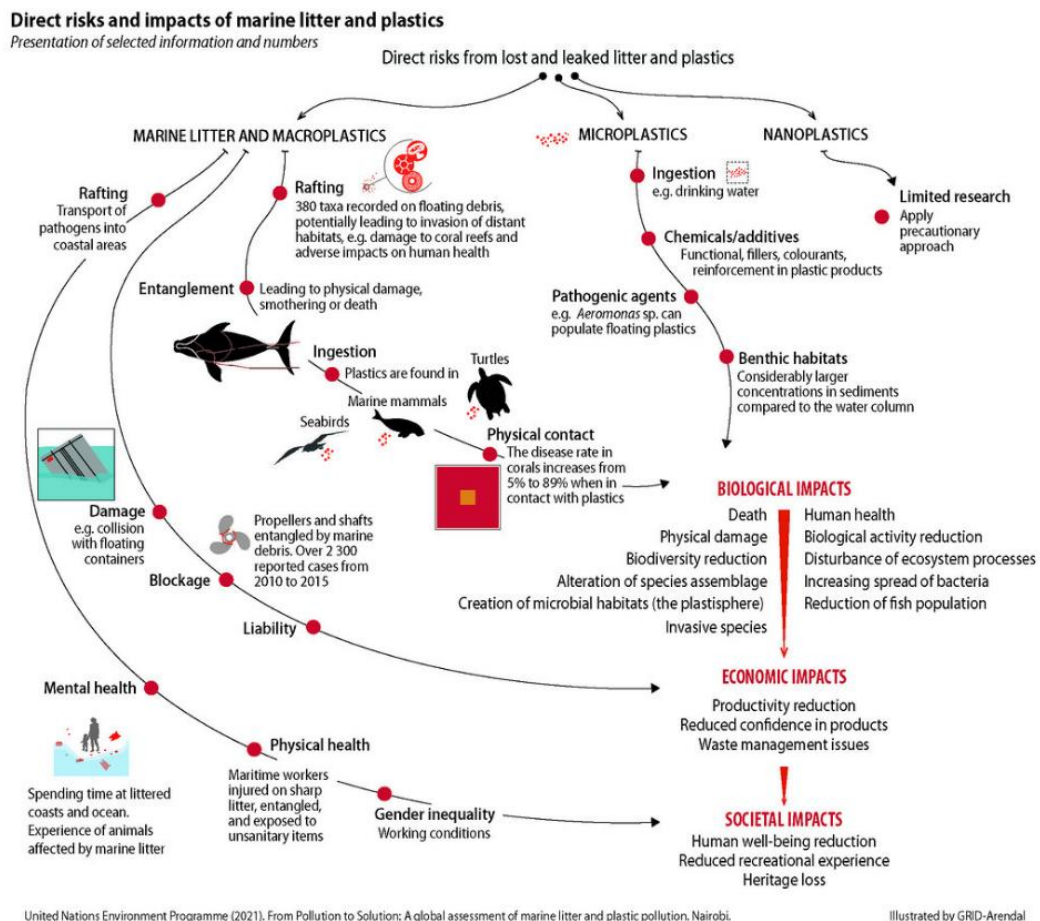 Direct risks and impacts of marine litter and plastics
Presentation of selected information and numbers
Direct risks from lost and leaked litter and plastics
MARINE LITTER AND MACROPLASTICS
MICROPLASTICS
NANOPLASTICS
Rafting
Transport of
pathogens into
coastal areas
Rafting
380 taxa recorded on floating debris,
potentially leading to invasion of distant
habitats, e.g. damage to coral reefs and
adverse impacts on human health
Entanglement
Leading to physical damage,
smothering or death
Ingestion
Plastics are found in
Turtles
Marine mammals
Seabirds
Physical contact
The disease rate in
corals increases from
5% to 89% when in
contact with plastics
Ingestion
e.g. drinking water
Chemicals/additives
Functional, fillers, colourants,
reinforcement in plastic products
Pathogenic agents
e.g. Aeromonas sp. can
populate floating plastics
Benthic habitats
Considerably larger
concentrations in sediments
compared to the water column
Limited research
Apply
precautionary
approach
Damage
e.g. collision
with floating
containers
Propellers and shafts
entangled by marine
debris. Over 2 300
reported cases from
2010 to 2015
Blockage
Liability
Mental health
Spending time at littered
coasts and ocean.
Experience of animals
affected by marine litter
Physical health
Maritime workers
injured on sharp
litter, entangled,
and exposed to
unsanitary items
Gender inequality
Working conditions
BIOLOGICAL IMPACTS
Death
Physical damage
Biodiversity reduction
Alteration of species assemblage
Creation of microbial habitats (the plastisphere)
Invasive species
Human health
Biological activity reduction
Disturbance of ecosystem processes
Increasing spread of bacteria
Reduction of fish population
ECONOMIC IMPACTS
Productivity reduction
Reduced confidence in products
Waste management issues
SOCIETAL IMPACTS
Human well-being reduction
Reduced recreational experience
Heritage loss
United Nations Environment Programme (2021). From Pollution to Solution: A global assessment of marine litter and plastic pollution. Nairobi.
Illustrated by GRID-Arendal